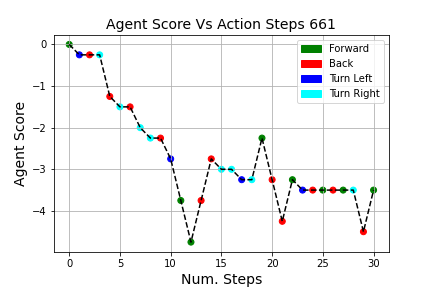 Agent Score Vs Action Steps 661
Forward
Back
Turn Left
Turn Right
0
−1
−2
−3
−4
Agent Score
0 5 10 15 20 25 30
Num. Steps